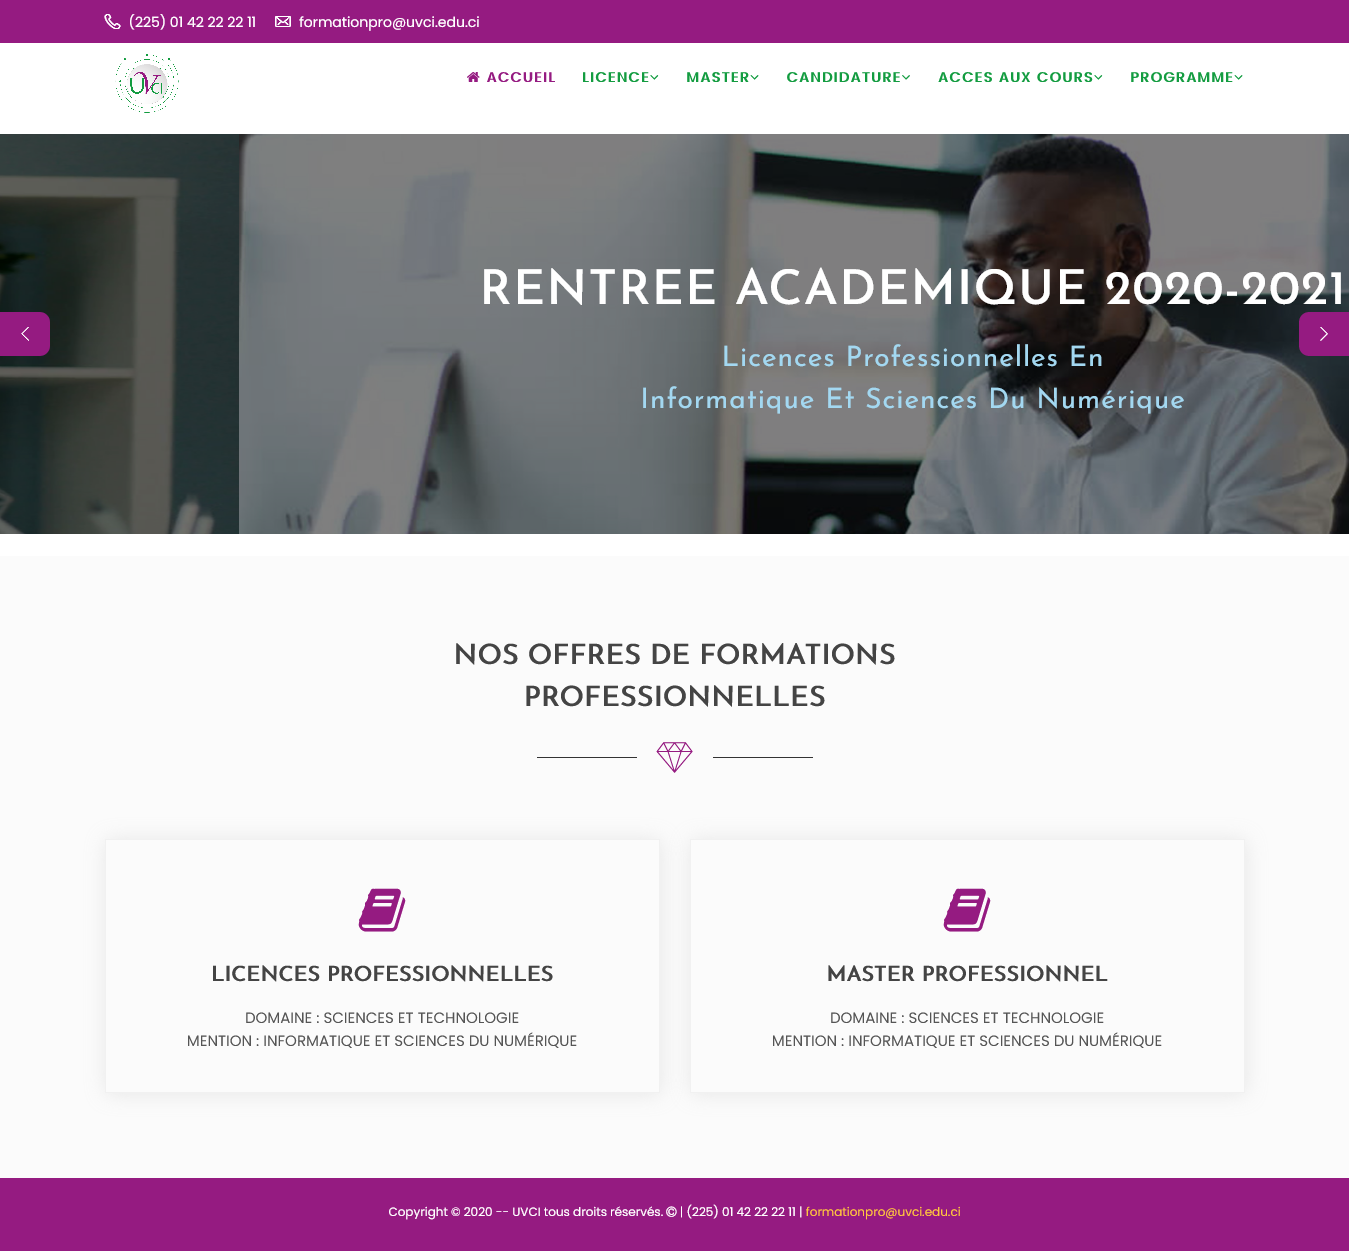 (225) 01 42 22 22 11 formationpro@uvci.edu.ci
UVCI
ACCUEIL LICENCE MASTER CANDIDATURE ACCES AUX COURS PROGRAMME
RENTREE ACADEMIQUE 2020-2021
Licences Professionnelles En
Informatique Et Sciences Du Numérique
NOS OFFRES DE FORMATIONS
PROFESSIONNELLES
LICENCES PROFESSIONNELLES
DOMAINE : SCIENCES ET TECHNOLOGIE
MENTION : INFORMATIQUE ET SCIENCES DU NUMÉRIQUE
MASTER PROFESSIONNEL
DOMAINE : SCIENCES ET TECHNOLOGIE
MENTION : INFORMATIQUE ET SCIENCES DU NUMÉRIQUE
Copyright © 2020 -- UVCI tous droits réservés. © | (225) 01 42 22 22 11 | formationpro@uvci.edu.ci